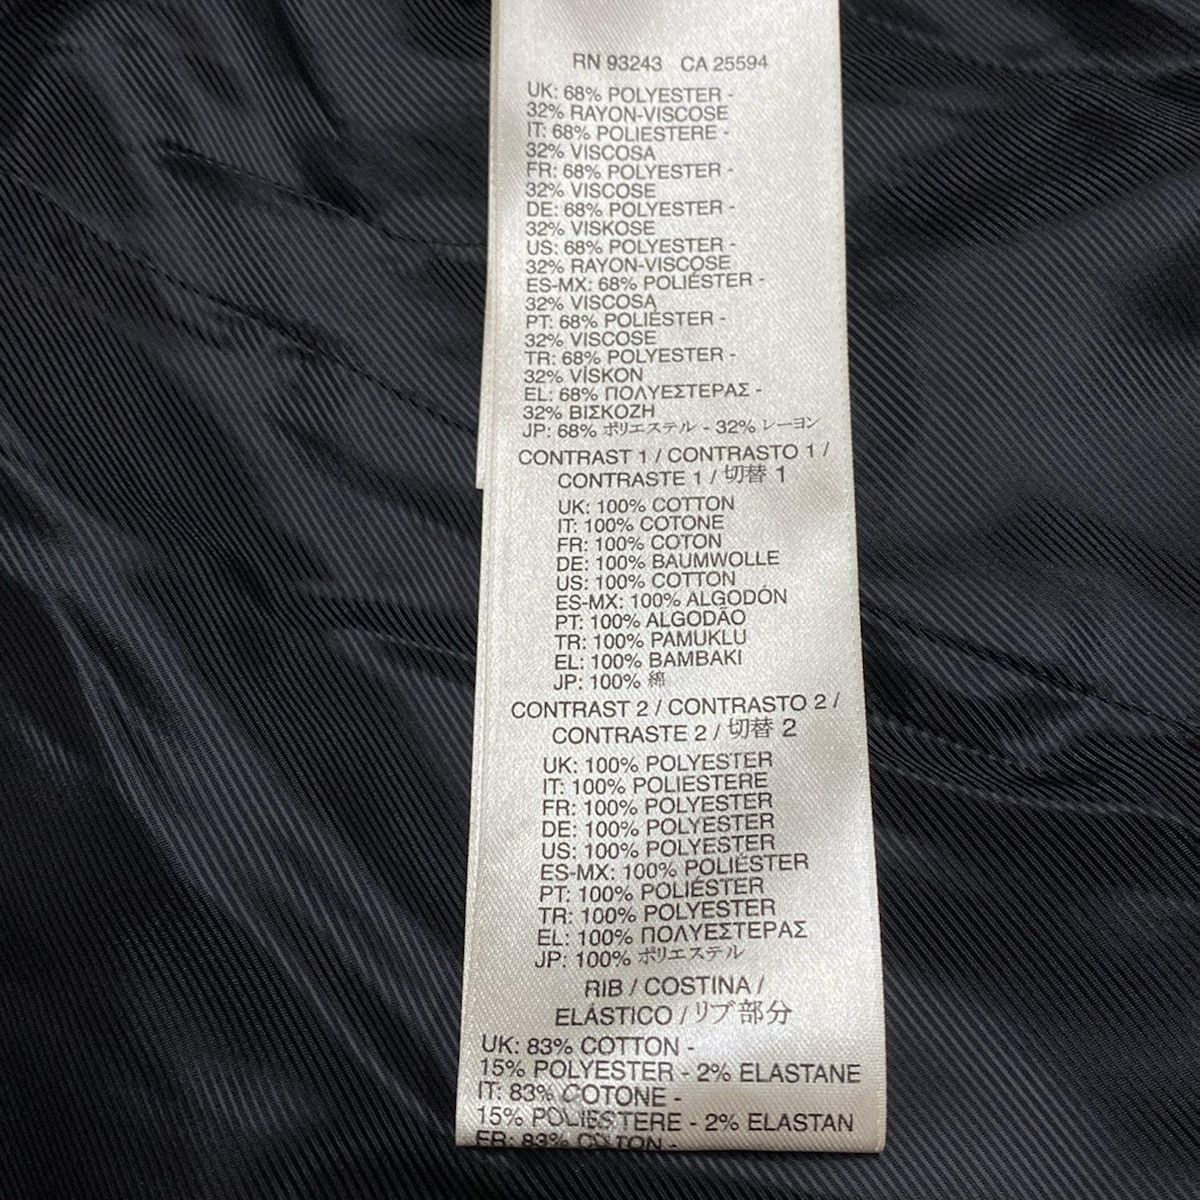 RN 93243 CA 25594
UK: 68% POLYESTER -
32% RAYON-VISCOSE
IT: 68% POLIESTERE -
32% VISCOSA
FR: 68% POLYESTER -
32% VISCOSE
DE: 68% POLYESTER -
32% VISKOSE
US: 68% POLYESTER -
32% RAYON-VISCOSE
ES-MX: 68% POLIÉSTER -
32% VISCOSA
PT: 68% POLIÉSTER -
32% VISCOSE
TR: 68% POLYESTER -
32% VİSKON
EL: 68% ΠΟΛΥΕΣΤΕΡΑΣ -
32% ΒΙΣΚΟΖΗ
JP: 68% ポリエステル - 32% レーヨン
CONTRAST 1 / CONTRASTO 1 /
CONTRASTE 1 / 切替 1
UK: 100% COTTON
IT: 100% COTONE
FR: 100% COTON
DE: 100% BAUMWOLLE
US: 100% COTTON
ES-MX: 100% ALGODÓN
PT: 100% ALGODÃO
TR: 100% PAMUKLU
EL: 100% BAMBAKI
JP: 100% 綿
CONTRAST 2 / CONTRASTO 2 /
CONTRASTE 2 / 切替 2
UK: 100% POLYESTER
IT: 100% POLIESTERE
FR: 100% POLYESTER
DE: 100% POLYESTER
US: 100% POLYESTER
ES-MX: 100% POLIÉSTER
PT: 100% POLIÉSTER
TR: 100% POLYESTER
EL: 100% ΠΟΛΥΕΣΤΕΡΑΣ
JP: 100% ポリエステル
RIB / COSTINA /
ELÁSTICO / リブ部分
UK: 83% COTTON -
15% POLYESTER - 2% ELASTANE
IT: 83% COTONE -
15% POLIESTERE - 2% ELASTAN
FR: 83% COTON -